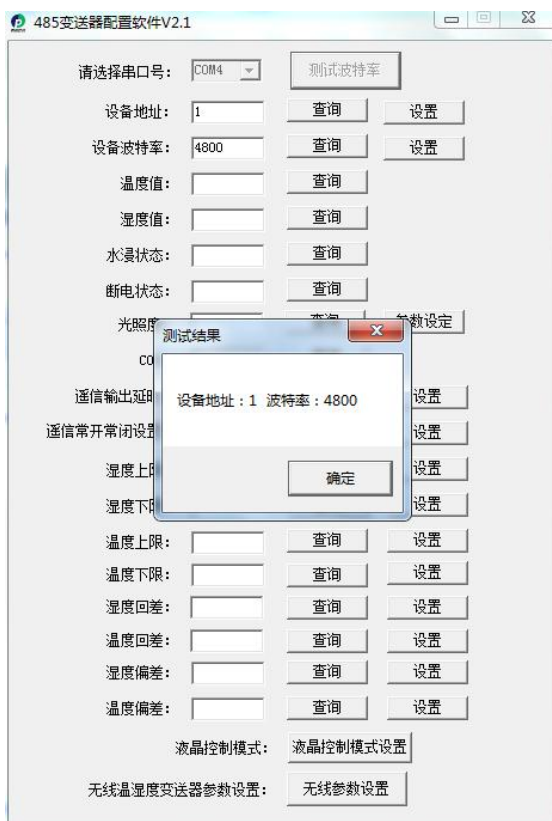 485变送器配置软件V2.1
请选择串口号： COM4 测试波特率
设备地址： 1 查询 设置
设备波特率： 4800 查询 设置
温度值： 查询
湿度值： 查询
水浸状态： 查询
断电状态： 查询
光照度 查询 参数设定
测试结果
CO
设备地址：1 波特率：4800
遥信输出延时 设置
遥信常开常闭设置 设置
确定
湿度上限 设置
湿度下限 设置
温度上限： 查询 设置
温度下限： 查询 设置
湿度回差： 查询 设置
温度回差： 查询 设置
湿度偏差： 查询 设置
温度偏差： 查询 设置
液晶控制模式： 液晶控制模式设置
无线温湿度变送器参数设置： 无线参数设置